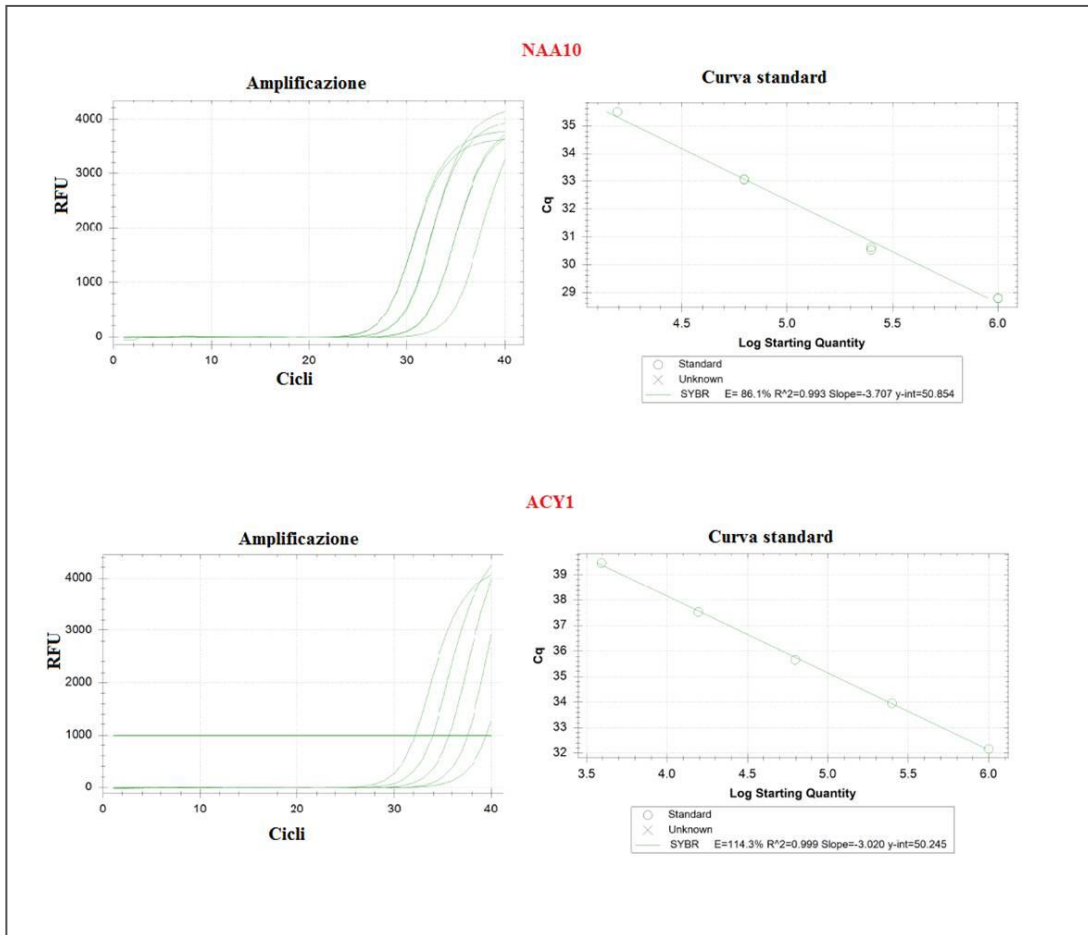 NAA10
Amplificazione
4000
3000
2000
1000
0
RFU
0 10 20 30 40
Cicli
Curva standard
35
34
33
32
31
30
29
Cq
4.5 5.0 5.5 6.0
Log Starting Quantity
Standard
Unknown
SYBR E= 86.1% R^2=0.993 Slope=-3.707 y-int=50.854
ACY1
Amplificazione
4000
3000
2000
1000
0
RFU
0 10 20 30 40
Cicli
Curva standard
39
38
37
36
35
34
33
32
Cq
3.5 4.0 4.5 5.0 5.5 6.0
Log Starting Quantity
Standard
Unknown
SYBR E=114.3% R^2=0.999 Slope=-3.020 y-int=50.245